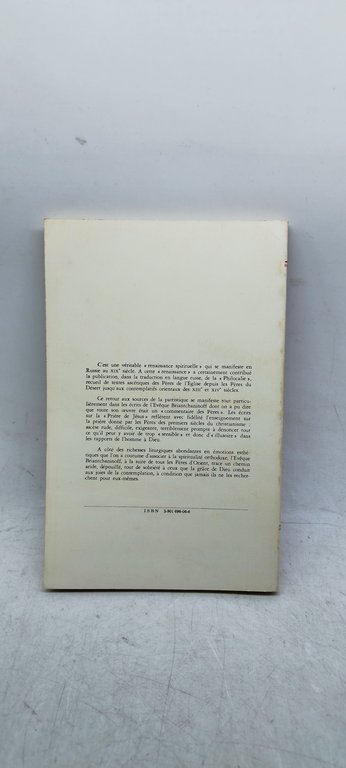 C'est une véritable « renaissance spirituelle » qui se manifeste en
Russie au XIXe siècle. A cette « renaissance » a certainement contribué
la publication, dans la traduction en langue russe, de la « Philocalie »,
recueil de textes ascétiques des Pères de l'Eglise depuis les Pères du
Désert jusqu'aux contemplatifs orientaux des XIIIe et XIVe siècles.
Ce retour aux sources de la patristique se manifeste tout particu-
lièrement dans les écrits de l'Evêque Briantchaninoff dont on a pu dire
que toute son œuvre était un « commentaire des Pères ». Les écrits
sur la « Prière de Jésus » reflètent avec fidélité l'enseignement sur
la prière donné par les Pères des premiers siècles du christianisme :
ascèse rude, difficile, exigeante, terriblement prompte à dénoncer tout
ce qu'il peut y avoir de trop « sensible » et donc d'« illusoire » dans
les rapports de l'homme à Dieu.
A côté des richesses liturgiques abondantes en émotions esthé-
tiques que l'on a coutume d'associer à la spiritualité orthodoxe, l'Evêque
Briantchaninoff, à la suite de tous les Pères d'Orient, trace un chemin
aride, dépouillé, tout de sobriété à ceux que la grâce de Dieu conduit
aux joies de la contemplation, à condition que jamais ils ne les recher-
chent pour eux-mêmes.
ISBN